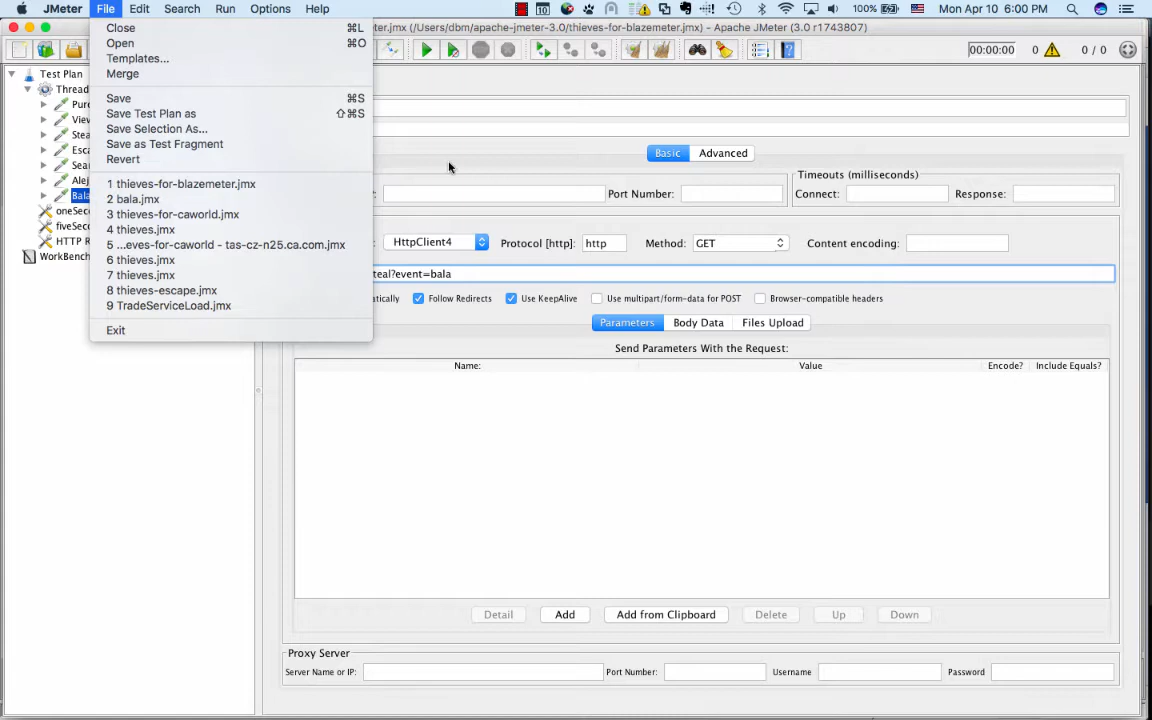 JMeter File Edit Search Run Options Help 10 100% Mon Apr 10 6:00 PM
ter.jmx (/Users/dbm/apache-jmeter-3.0/thieves-for-blazemeter.jmx) - Apache JMeter (3.0 r1743807)
00:00:00 0 0 / 0
Close ⌘L
Open ⌘O
Templates...
Merge
Save ⌘S
Save Test Plan as ⇧⌘S
Save Selection As...
Save as Test Fragment
Revert
1 thieves-for-blazemeter.jmx
2 bala.jmx
3 thieves-for-caworld.jmx
4 thieves.jmx
5 ...eves-for-caworld - tas-cz-n25.ca.com.jmx
6 thieves.jmx
7 thieves.jmx
8 thieves-escape.jmx
9 TradeServiceLoad.jmx
Exit
Test Plan
Thread
Pur
View
Stea
Esca
Sear
Alej
Bala
oneSec
fiveSec
HTTP R
WorkBench
Basic Advanced
Timeouts (milliseconds)
Port Number: Connect: Response:
HttpClient4 Protocol [http]: http Method: GET Content encoding:
teal?event=bala
atically Follow Redirects Use KeepAlive Use multipart/form-data for POST Browser-compatible headers
Parameters Body Data Files Upload
Send Parameters With the Request:
Name: Value Encode? Include Equals?
Detail Add Add from Clipboard Delete Up Down
Proxy Server
Server Name or IP: Port Number: Username Password